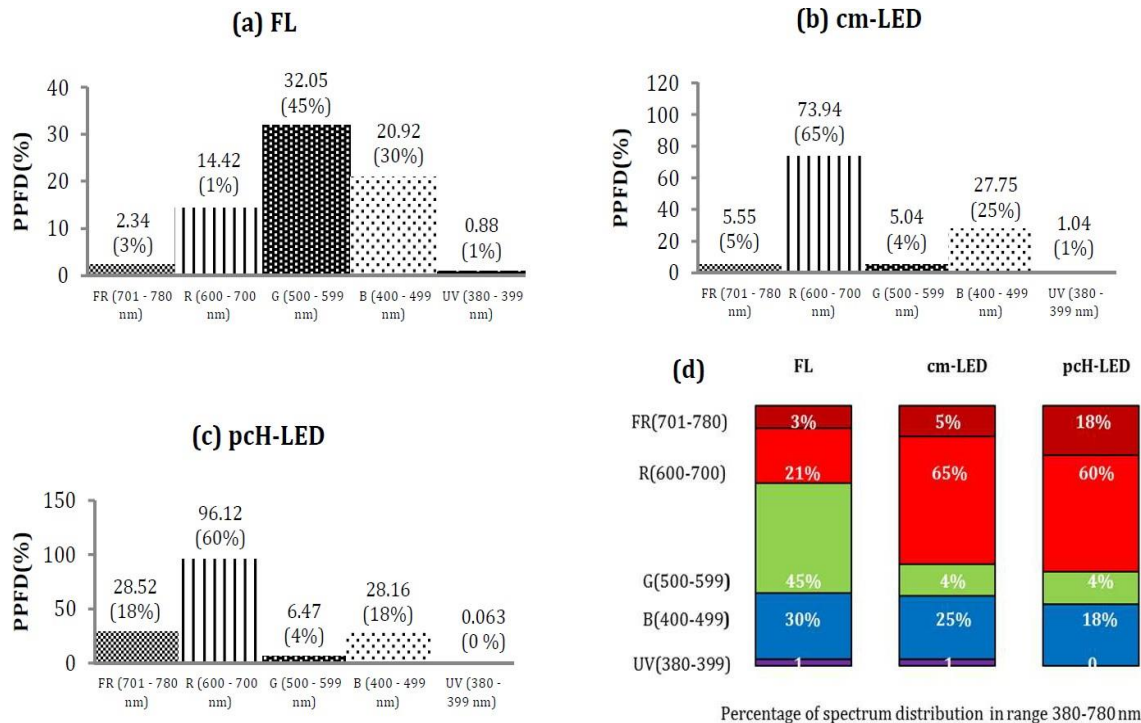 (a) FL
PPFD(%)
40
30
20
10
0
2.34
(3%)
14.42
(1%)
32.05
(45%)
20.92
(30%)
0.88
(1%)
FR (701 - 780
nm)
R (600 - 700
nm)
G (500 - 599
nm)
B (400 - 499
nm)
UV (380 - 399
nm)
(b) cm-LED
PPFD(%)
120
100
80
60
40
20
0
5.55
(5%)
73.94
(65%)
5.04
(4%)
27.75
(25%)
1.04
(1%)
FR (701 - 780
nm)
R (600 - 700
nm)
G (500 - 599
nm)
B (400 - 499
nm)
UV (380 -
399 nm)
(c) pcH-LED
PPFD(%)
150
100
50
0
28.52
(18%)
96.12
(60%)
6.47
(4%)
28.16
(18%)
0.063
(0 %)
FR (701 - 780
nm)
R (600 - 700
nm)
G (500 - 599
nm)
B (400 - 499
nm)
UV (380 -
399 nm)
(d)
FL
cm-LED
pcH-LED
FR(701-780)
3%
5%
18%
R(600-700)
21%
65%
60%
G(500-599)
45%
4%
4%
B(400-499)
30%
25%
18%
UV(380-399)
1
1
0
Percentage of spectrum distribution in range 380-780 nm